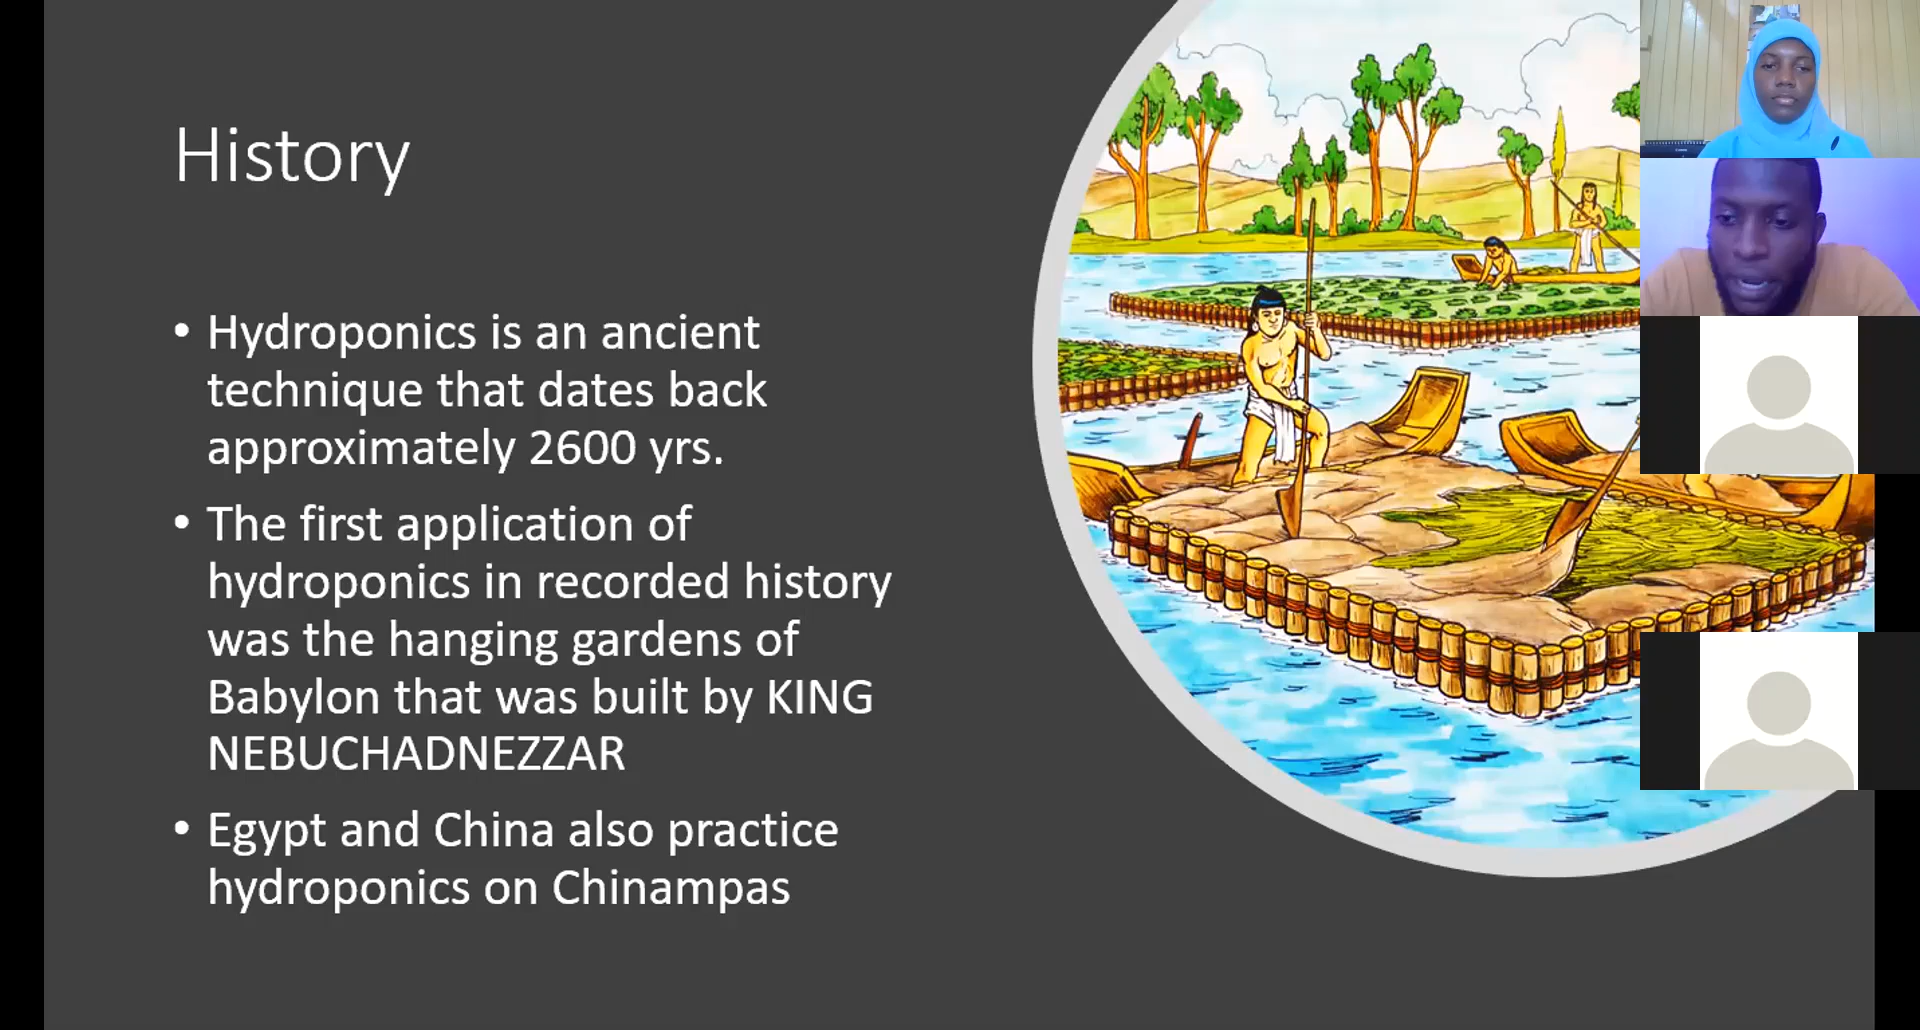 History
• Hydroponics is an ancient
technique that dates back
approximately 2600 yrs.
• The first application of
hydroponics in recorded history
was the hanging gardens of
Babylon that was built by KING
NEBUCHADNEZZAR
• Egypt and China also practice
hydroponics on Chinampas